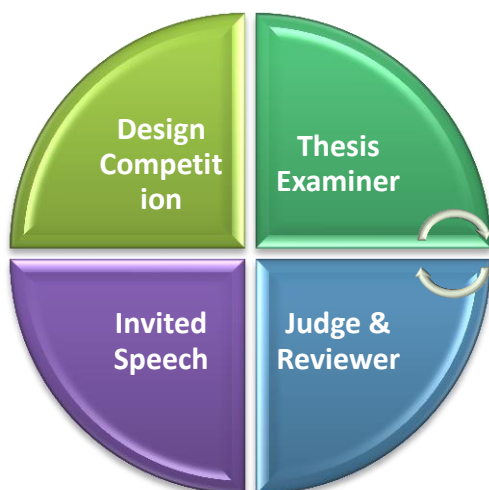 Design
Competit
ion
Thesis
Examiner
Invited
Speech
Judge &
Reviewer